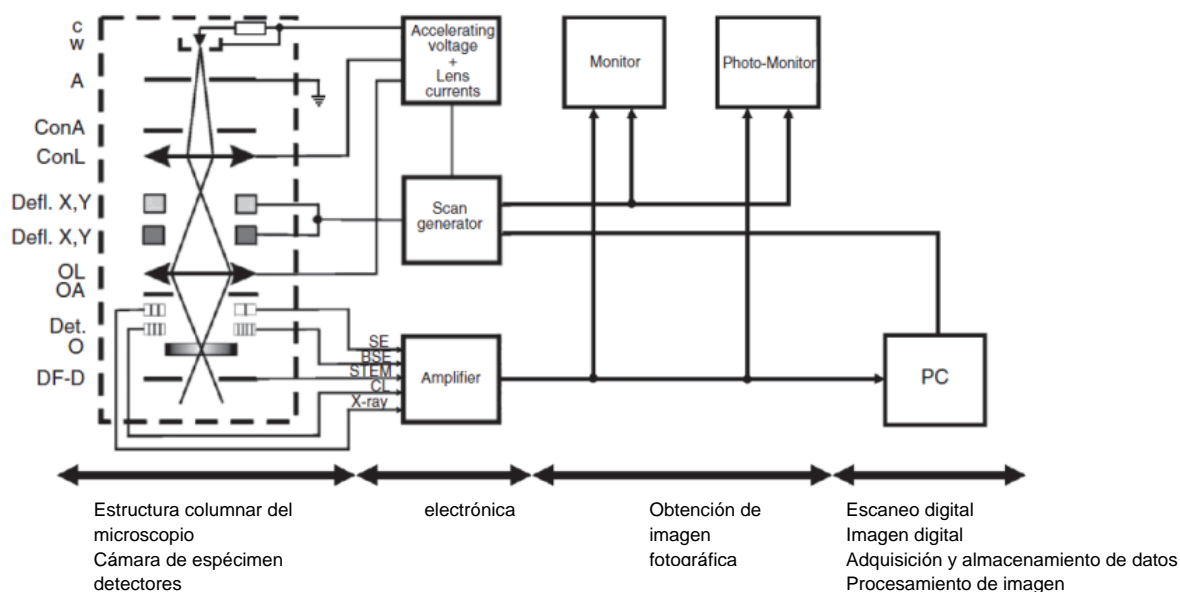 C
W
A
ConA
ConL
Defl. X,Y
Defl. X,Y
OL
OA
Det.
O
DF-D
Accelerating
voltage
+
Lens
currents
Monitor
Photo-Monitor
Scan
generator
SE
BSE
STEM
CL
X-ray
Amplifier
PC
Estructura columnar del
microscopio
Cámara de espécimen
detectores
electrónica
Obtención de
imagen
fotográfica
Escaneo digital
Imagen digital
Adquisición y almacenamiento de datos
Procesamiento de imagen